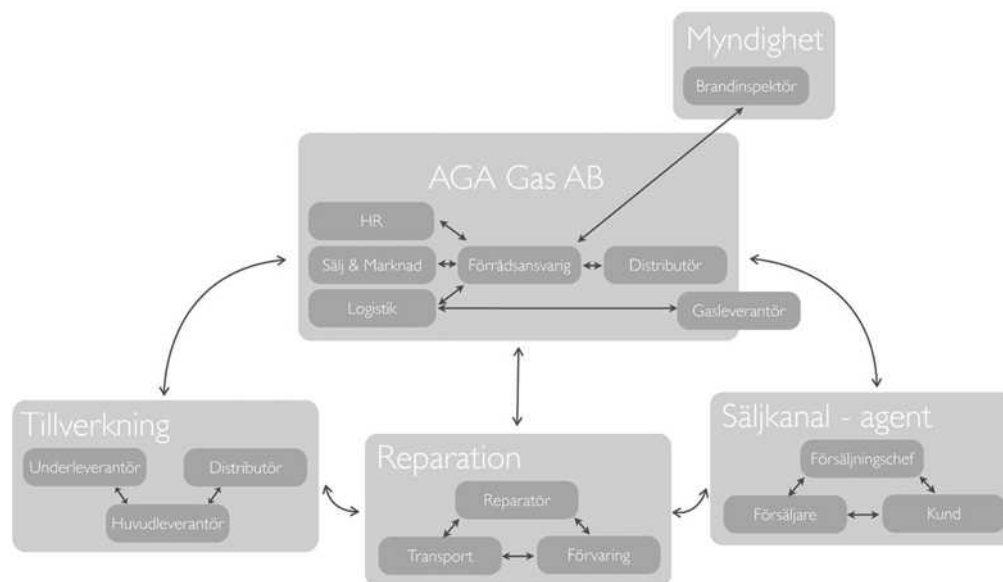 Myndighet
Brandinspektör
AGA Gas AB
HR
Sälj & Marknad
Förrådsansvarig
Distributör
Logistik
Gasleverantör
Tillverkning
Underleverantör
Distributör
Huvudleverantör
Reparation
Reparatör
Transport
Förvaring
Säljkanal - agent
Försäljningschef
Försäljare
Kund